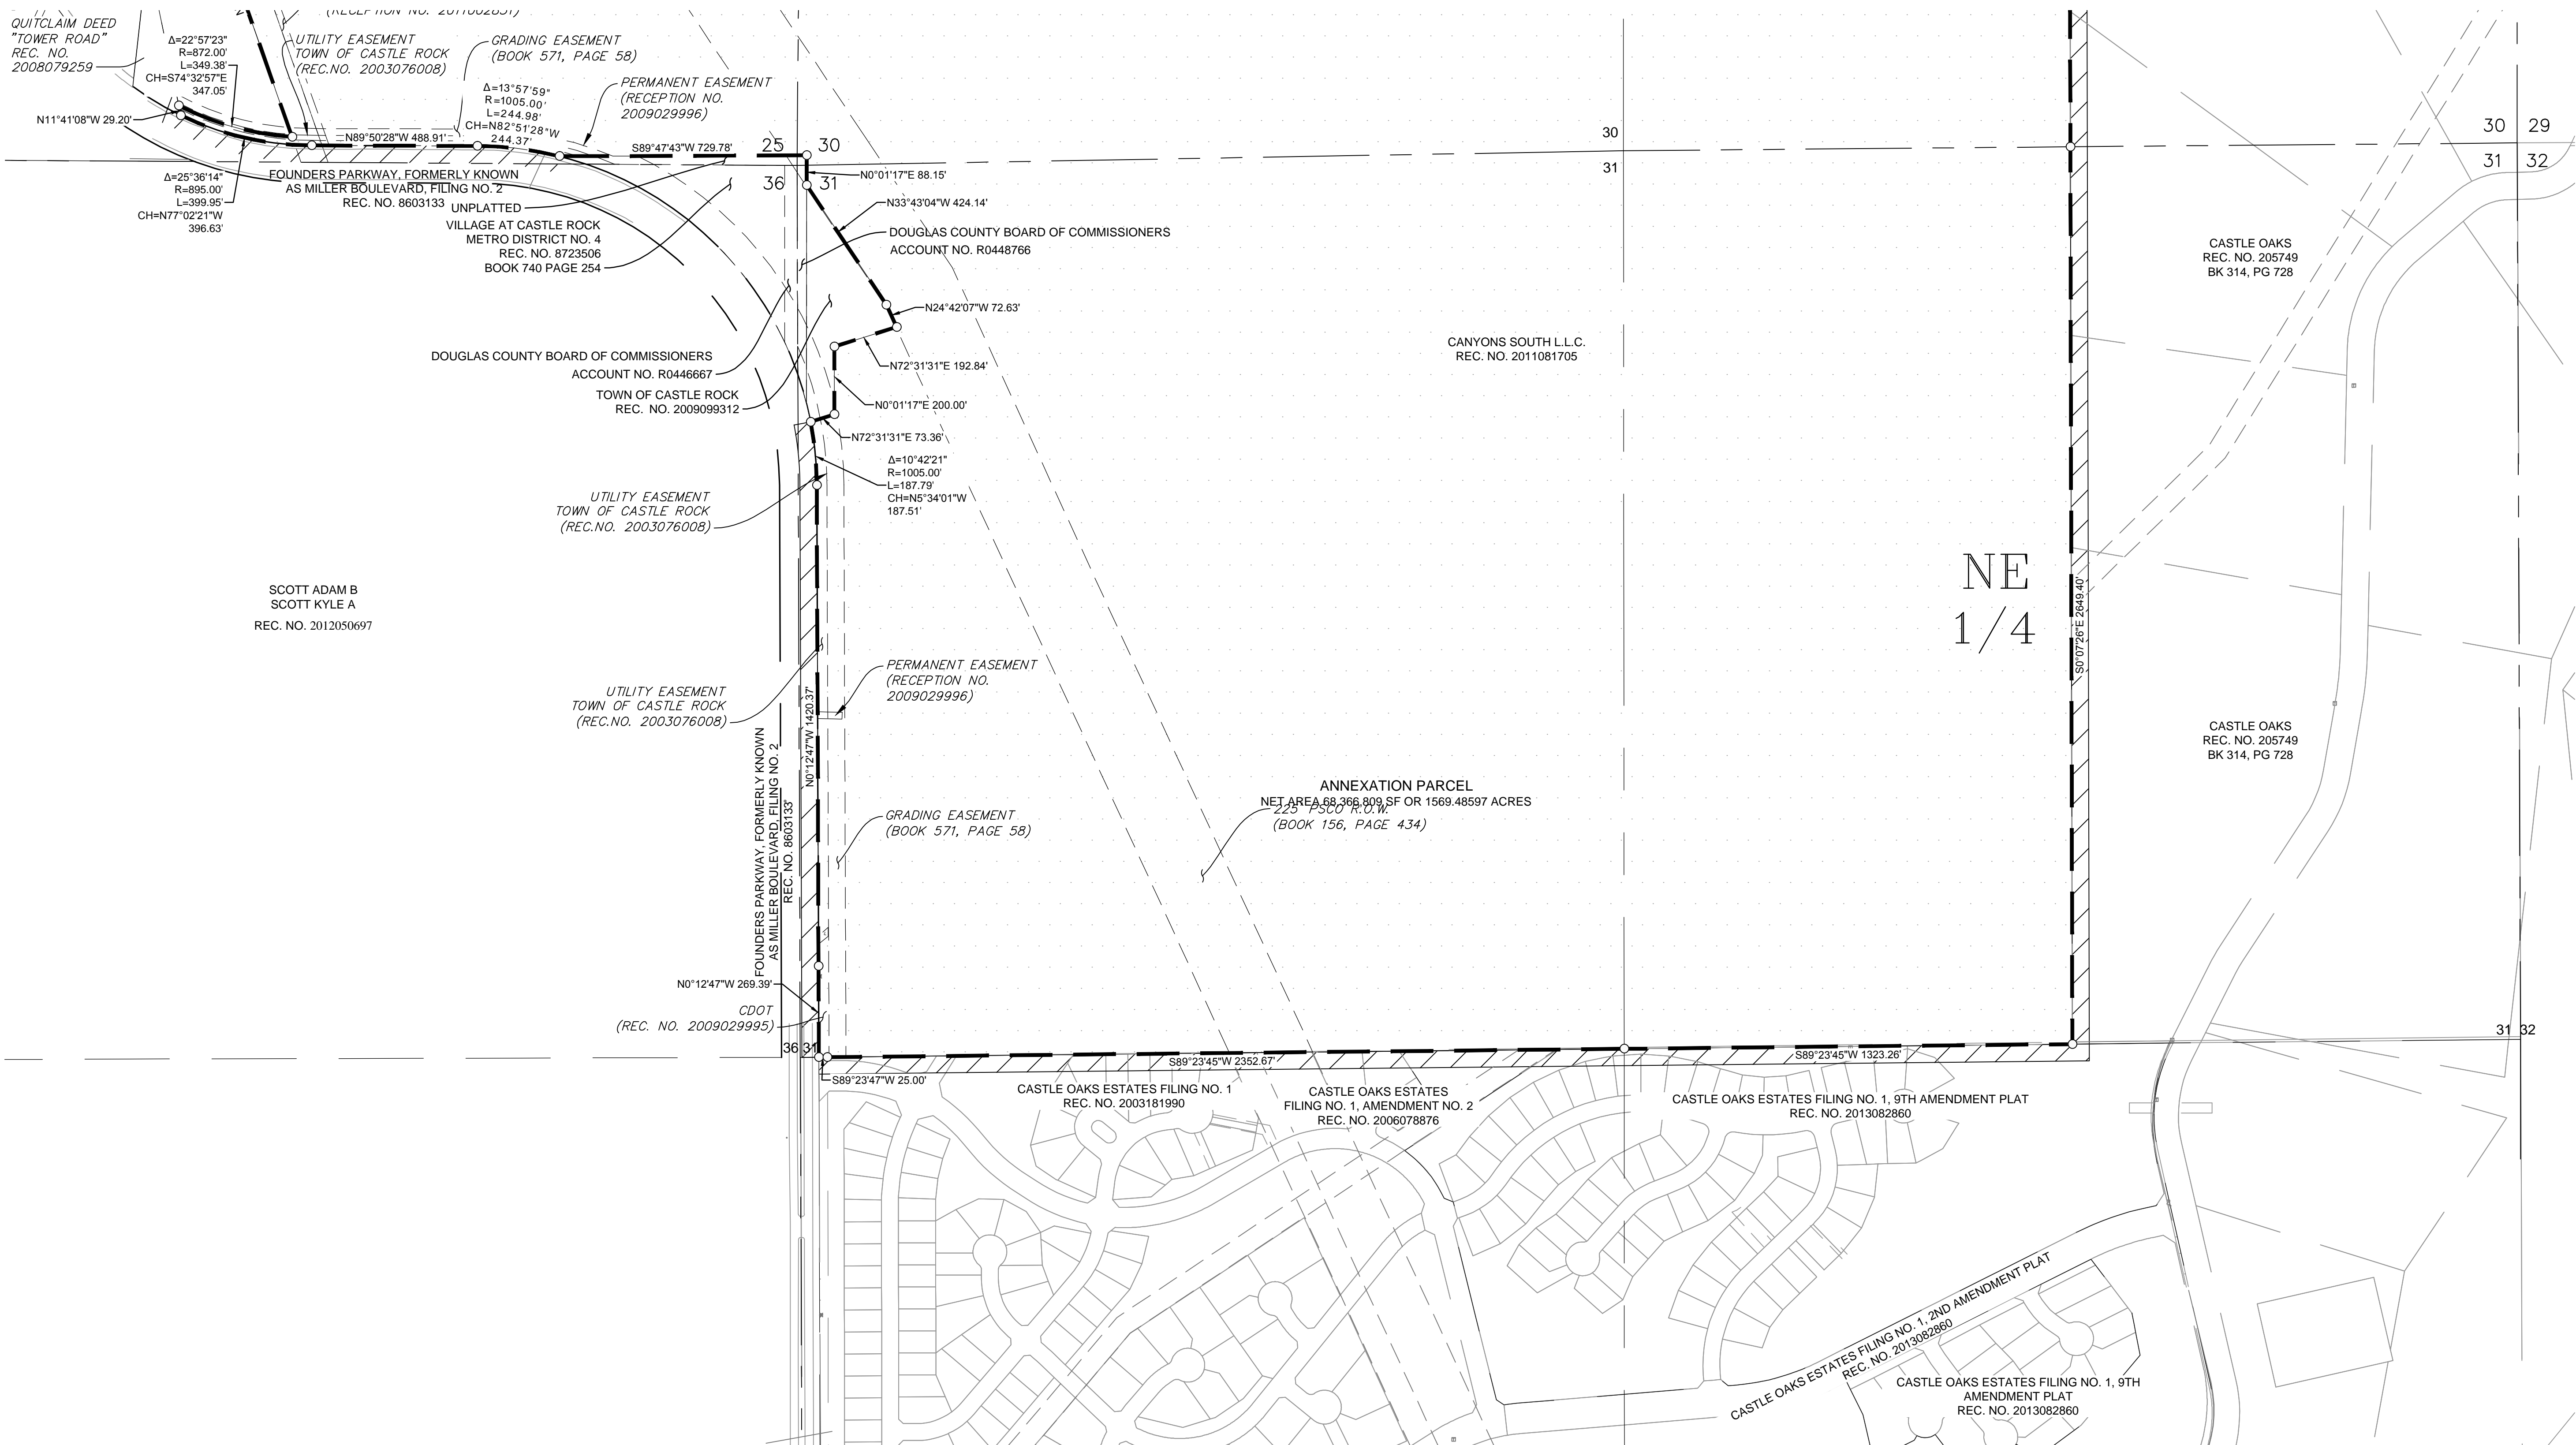 QUITCLAIM DEED
"TOWER ROAD"
REC. NO.
2008079259
Δ=22°57'23"
R=872.00'
L=349.38'
CH=S74°32'57"E
347.05'
N11°41'08"W 29.20'
(RECEPTION NO. 2011002851)
UTILITY EASEMENT
TOWN OF CASTLE ROCK
(REC.NO. 2003076008)
GRADING EASEMENT
(BOOK 571, PAGE 58)
Δ=13°57'59"
R=1005.00'
L=244.98'
CH=N82°51'28"W
244.37'
PERMANENT EASEMENT
(RECEPTION NO.
2009029996)
N89°50'28"W 488.91'
S89°47'43"W 729.78'
25
30
36
31
Δ=25°36'14"
R=895.00'
L=399.95'
CH=N77°02'21"W
396.63'
FOUNDERS PARKWAY, FORMERLY KNOWN
AS MILLER BOULEVARD, FILING NO. 2
REC. NO. 8603133
UNPLATTED
VILLAGE AT CASTLE ROCK
METRO DISTRICT NO. 4
REC. NO. 8723506
BOOK 740 PAGE 254
N0°01'17"E 88.15'
N33°43'04"W 424.14'
DOUGLAS COUNTY BOARD OF COMMISSIONERS
ACCOUNT NO. R0448766
N24°42'07"W 72.63'
30
31
30
29
31
32
CASTLE OAKS
REC. NO. 205749
BK 314, PG 728
CANYONS SOUTH L.L.C.
REC. NO. 2011081705
DOUGLAS COUNTY BOARD OF COMMISSIONERS
ACCOUNT NO. R0446667
TOWN OF CASTLE ROCK
REC. NO. 2009099312
N72°31'31"E 192.84'
N0°01'17"E 200.00'
N72°31'31"E 73.36'
Δ=10°42'21"
R=1005.00'
L=187.79'
CH=N5°34'01"W
187.51'
UTILITY EASEMENT
TOWN OF CASTLE ROCK
(REC.NO. 2003076008)
NE
1/4
S0°07'26"E 2649.40'
SCOTT ADAM B
SCOTT KYLE A
REC. NO. 2012050697
UTILITY EASEMENT
TOWN OF CASTLE ROCK
(REC.NO. 2003076008)
PERMANENT EASEMENT
(RECEPTION NO.
2009029996)
N0°12'47"W 1420.37'
FOUNDERS PARKWAY, FORMERLY KNOWN
AS MILLER BOULEVARD, FILING NO. 2
REC. NO. 8603133
GRADING EASEMENT
(BOOK 571, PAGE 58)
ANNEXATION PARCEL
NET AREA 68,366,809 SF OR 1569.48597 ACRES
225' PSCO R.O.W.
(BOOK 156, PAGE 434)
CASTLE OAKS
REC. NO. 205749
BK 314, PG 728
N0°12'47"W 269.39'
CDOT
(REC. NO. 2009029995)
36
31
31
32
S89°23'47"W 25.00'
S89°23'45"W 2352.67'
S89°23'45"W 1323.26'
CASTLE OAKS ESTATES FILING NO. 1
REC. NO. 2003181990
CASTLE OAKS ESTATES
FILING NO. 1, AMENDMENT NO. 2
REC. NO. 2006078876
CASTLE OAKS ESTATES FILING NO. 1, 9TH AMENDMENT PLAT
REC. NO. 2013082860
CASTLE OAKS ESTATES FILING NO. 1, 2ND AMENDMENT PLAT
REC. NO. 2013082860
CASTLE OAKS ESTATES FILING NO. 1, 9TH
AMENDMENT PLAT
REC. NO. 2013082860